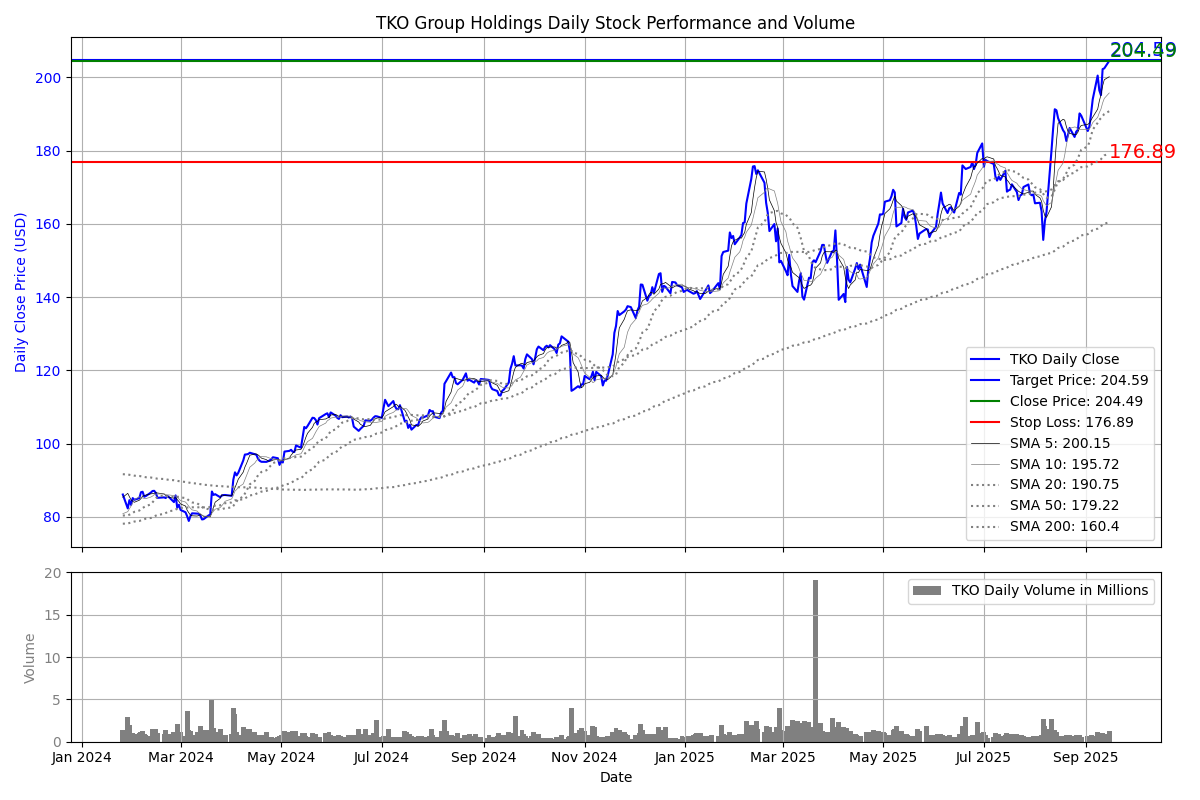 TKO Group Holdings Daily Stock Performance and Volume
204.59
204.49
200
180
176.89
160
140
120
100
80
Daily Close Price (USD)
TKO Daily Close
Target Price: 204.59
Close Price: 204.49
Stop Loss: 176.89
SMA 5: 200.15
SMA 10: 195.72
SMA 20: 190.75
SMA 50: 179.22
SMA 200: 160.4
20
15
10
5
0
Volume
TKO Daily Volume in Millions
Jan 2024
Mar 2024
May 2024
Jul 2024
Sep 2024
Nov 2024
Jan 2025
Mar 2025
May 2025
Jul 2025
Sep 2025
Date